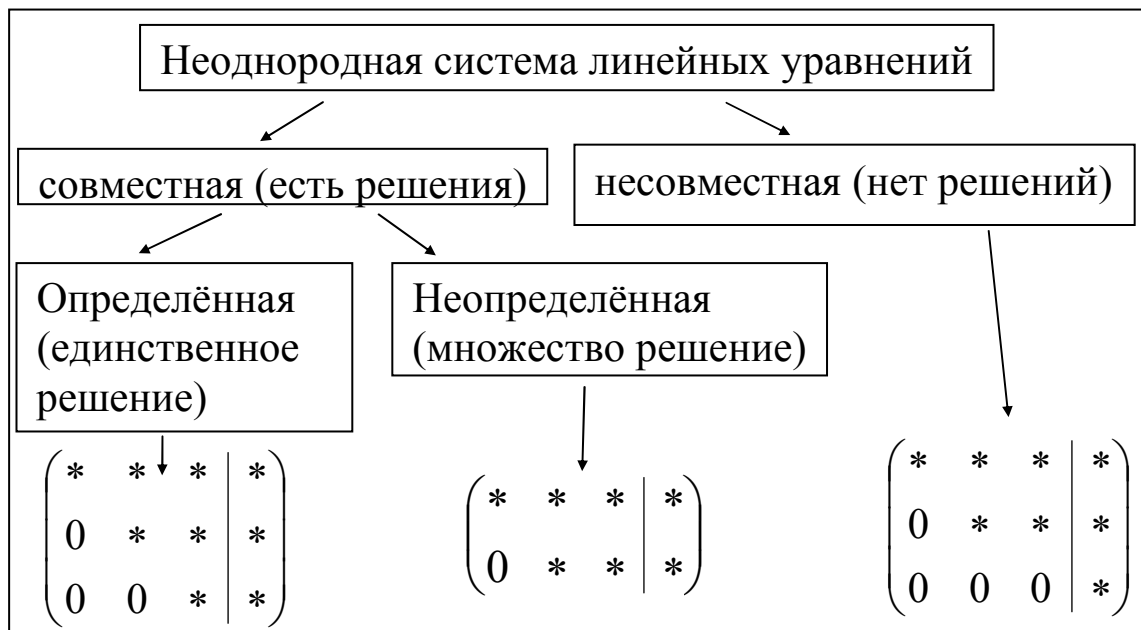 Неоднородная система линейных уравнений
совместная (есть решения)
несовместная (нет решений)
Определённая
(единственное
решение)
Неопределённая
(множество решение)
* * * | *
0 * * | *
0 0 * | *
* * * | *
0 * * | *
* * * | *
0 * * | *
0 0 0 | *